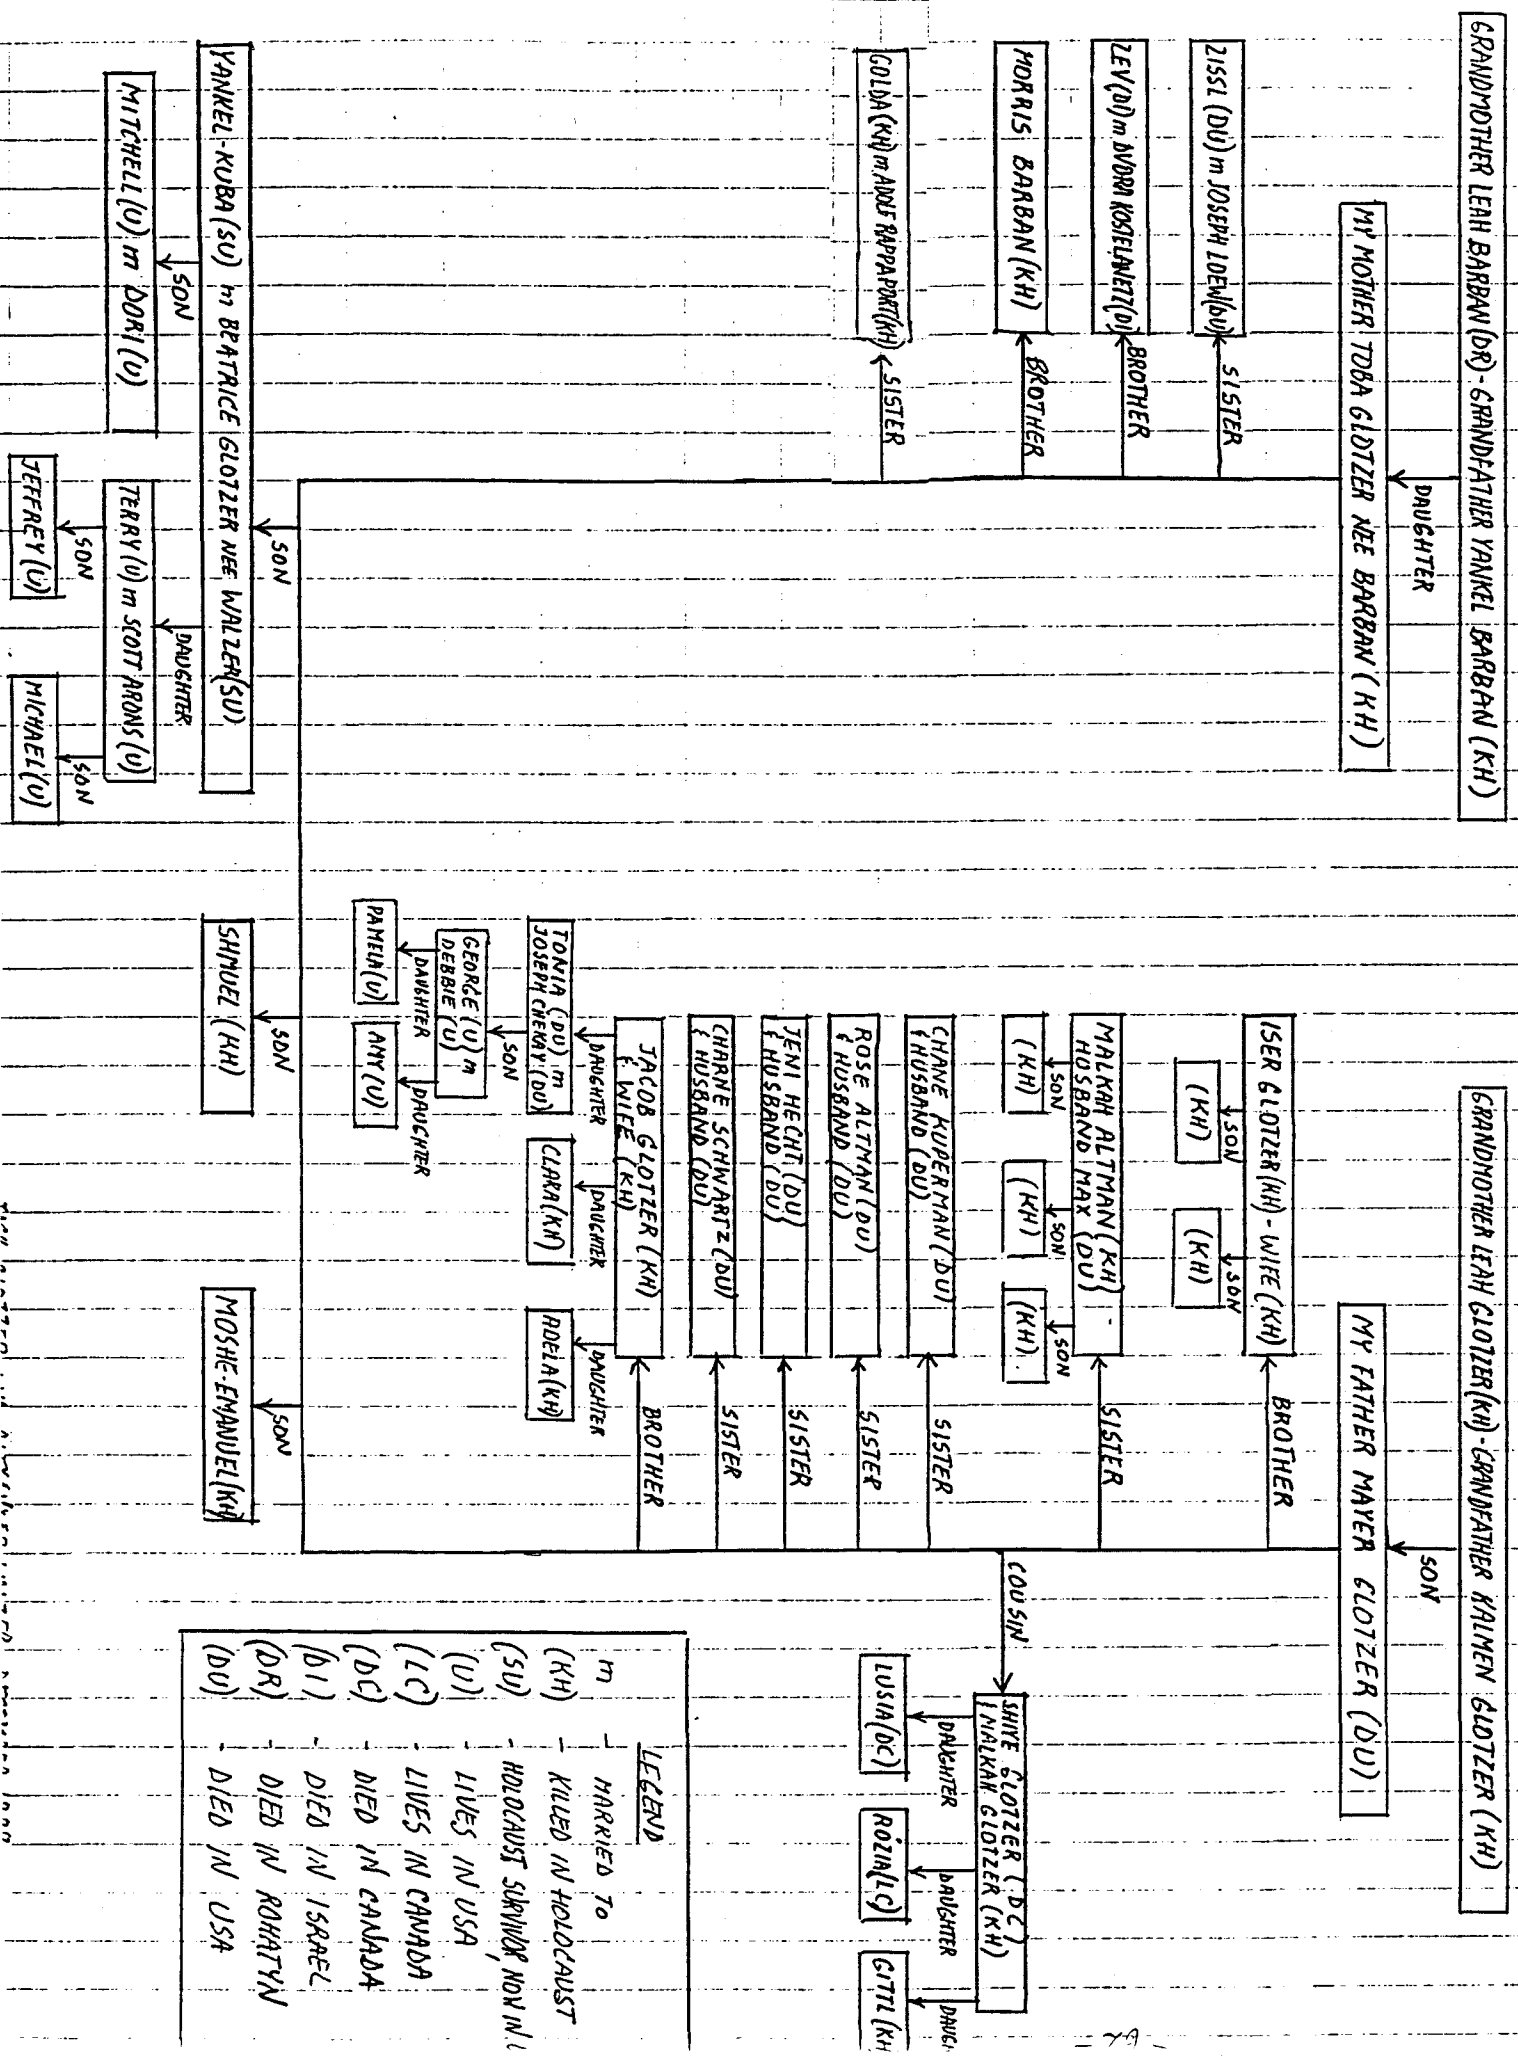 GRANDMOTHER LEAH BARBAN (DR) - GRANDFATHER YANKEL BARBAN (KH)
DAUGHTER
MY MOTHER TOBA GLOTZER NEE BARBAN (KH)
ZISSL (DU) m JOSEPH LOEW (DU)
SISTER
LEV (DI) m DVORA KOSTELANETZ (DI)
BROTHER
MORRIS BARBAN (KH)
BROTHER
GOLDA (KH) m ADOLF RAPPAPORT (KH)
SISTER
GRANDMOTHER LEAH GLOTZER (KH) - GRANDFATHER KALMEN GLOTZER (KH)
SON
MY FATHER MAYER GLOTZER (DU)
ISER GLOTZER (KH) - WIFE (KH)
BROTHER
SON
SON
(KH)
(KH)
MALKAH ALTMAN (KH) -
HUSBAND MAX (DU)
SISTER
SON
SON
SON
(KH)
(KH)
(KH)
CHANE KUPERMAN (DU)
& HUSBAND (DU)
SISTER
ROSE ALTMAN (DU)
& HUSBAND (DU)
SISTER
JENI HECHT (DU)
& HUSBAND (DU)
SISTER
CHARNE SCHWARTZ (DU)
& HUSBAND (DU)
SISTER
JACOB GLOTZER (KH)
& WIFE (KH)
BROTHER
DAUGHTER
DAUGHTER
DAUGHTER
TONIA (DU) m
JOSEPH CHENAY (DU)
CLARA (KH)
ADELA (KH)
SON
GEORGE (U) m
DEBBIE (U)
DAUGHTER
DAUGHTER
PAMELA (U)
AMY (U)
COUSIN
SHIYE GLOTZER (DC)
& MALKAH GLOTZER (KH)
DAUGHTER
DAUGHTER
DAUGH
LUSIA (DC)
ROZIA (LC)
GITTL (KH
SON
SON
SON
YANKEL-KUBA (SU) m BEATRICE GLOTZER NEE WALZER (SU)
SHMUEL (KH)
MOSHE-EMANUEL (KH)
SON
DAUGHTER
MITCHELL (U) m DORI (U)
TERRY (U) m SCOTT ARONS (U)
SON
SON
JEFFREY (U)
MICHAEL (U)
LEGEND
m - MARRIED TO
(KH) - KILLED IN HOLOCAUST
(SU) - HOLOCAUST SURVIVOR, NOW IN U
(U) - LIVES IN USA
(LC) - LIVES IN CANADA
(DC) - DIED IN CANADA
(DI) - DIED IN ISRAEL
(DR) - DIED IN ROHATYN
(DU) - DIED IN USA